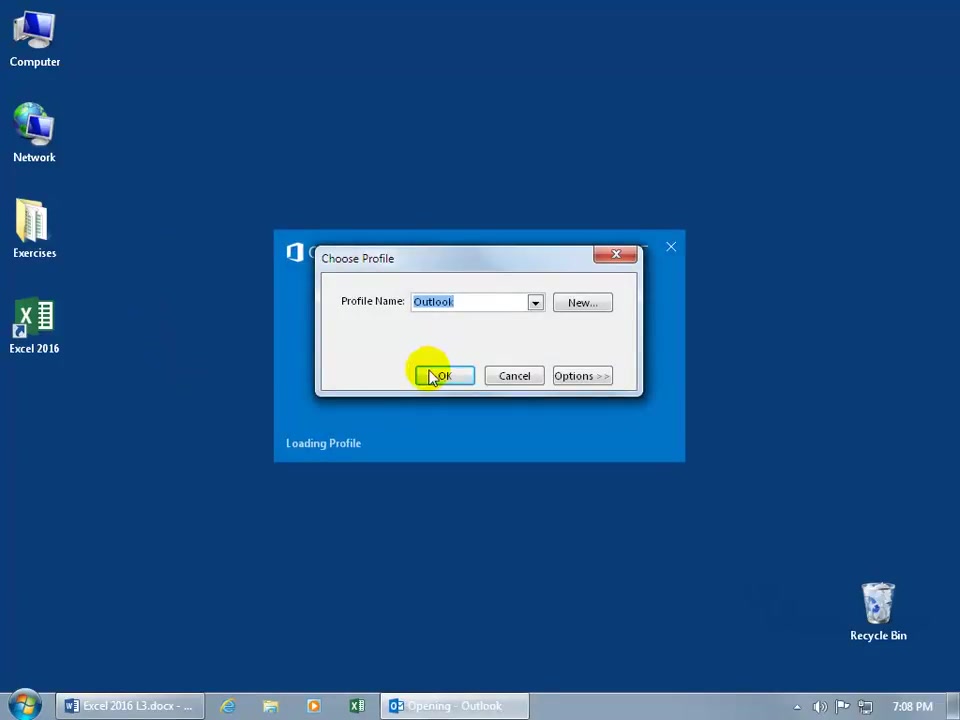 Computer
Network
Exercises
Excel 2016
Choose Profile
Profile Name:
Outlook
New...
OK
Cancel
Options >>
Loading Profile
Recycle Bin
Excel 2016 L3.docx - ...
Opening - Outlook
7:08 PM